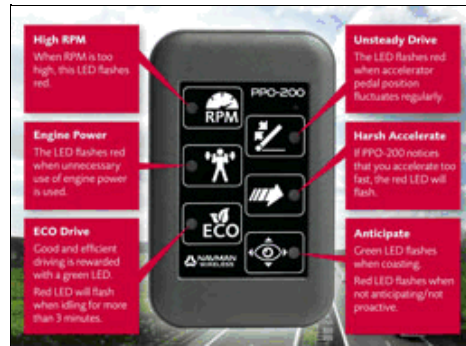 High RPM
When RPM is too
high, this LED flashes
red.
Engine Power
The LED flashes red
when unnecessary
use of engine power
is used.
ECO Drive
Good and efficient
driving is rewarded
with a green LED.
Red LED will flash
when idling for more
than 3 minutes.
PPO-200
RPM
ECO
NAVMAN
WIRELESS
Unsteady Drive
The LED flashes red
when accelerator
pedal position
fluctuates regularly.
Harsh Accelerate
If PPO-200 notices
that you accelerate too
fast, the red LED will
flash.
Anticipate
Green LED flashes
when coasting.
Red LED flashes when
not anticipating/not
proactive.